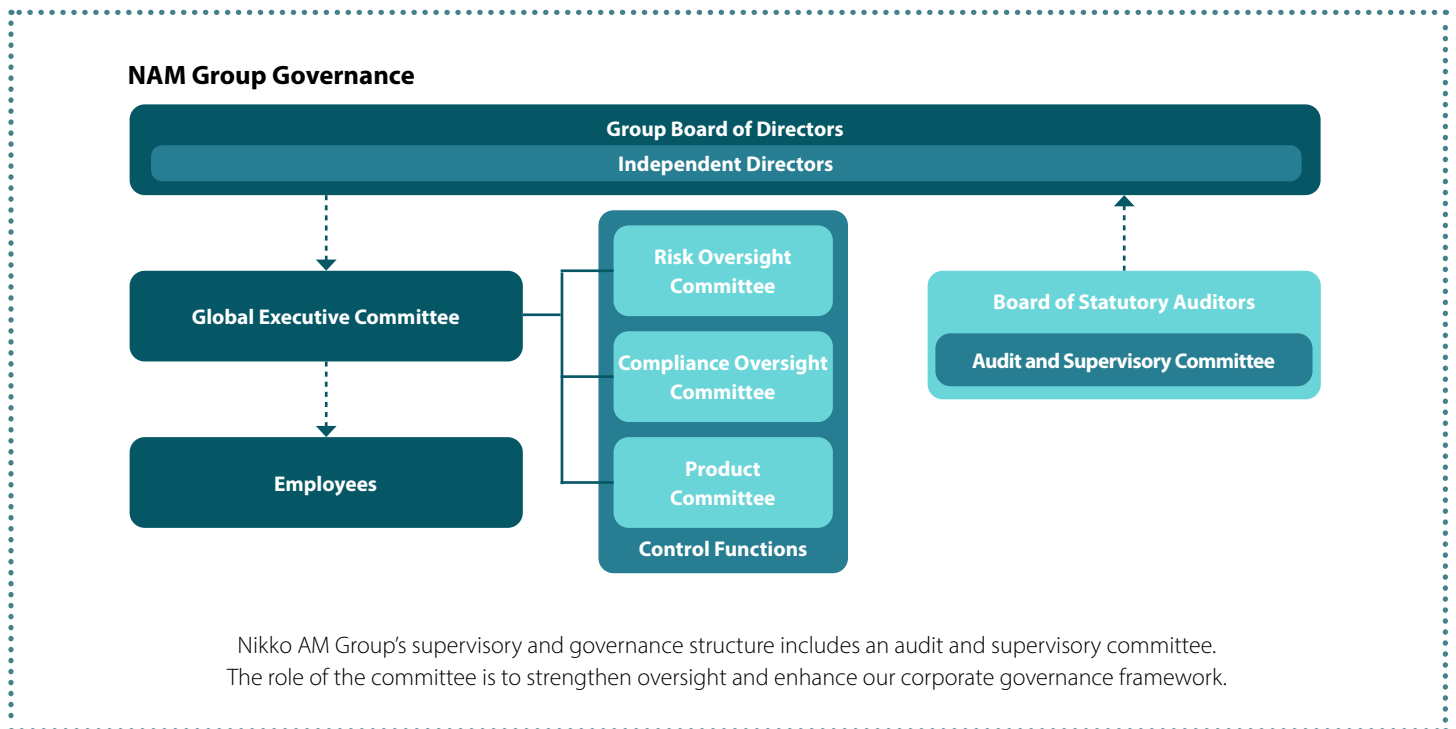 NAM Group Governance
Group Board of Directors
Independent Directors
Global Executive Committee
Employees
Risk Oversight
Committee
Compliance Oversight
Committee
Product
Committee
Control Functions
Board of Statutory Auditors
Audit and Supervisory Committee
Nikko AM Group's supervisory and governance structure includes an audit and supervisory committee.
The role of the committee is to strengthen oversight and enhance our corporate governance framework.